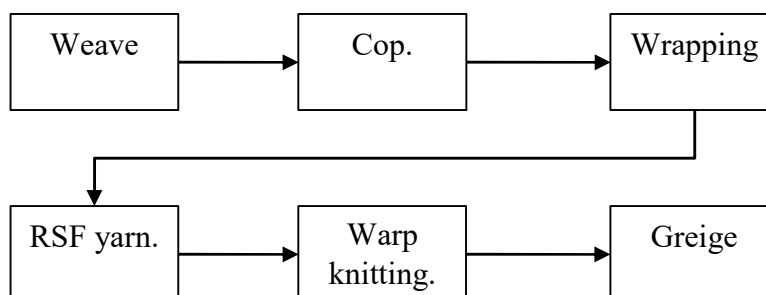 Weave
Cop.
Wrapping
RSF yarn.
Warp
knitting.
Greige